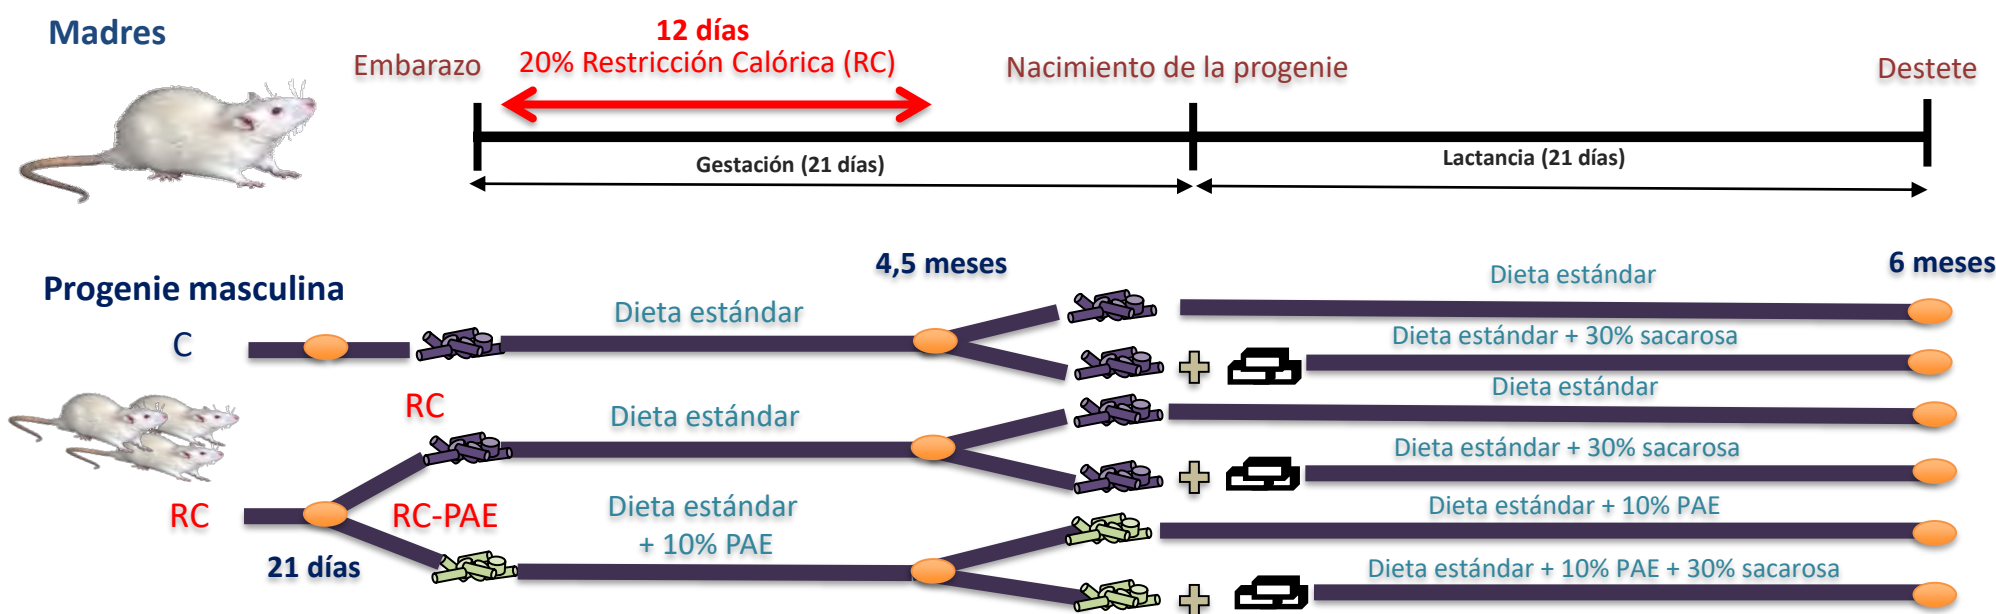 Madres
12 días
Embarazo
20% Restricción Calórica (RC)
Nacimiento de la progenie
Destete
Gestación (21 días)
Lactancia (21 días)
Progenie masculina
4,5 meses
6 meses
C
Dieta estándar
Dieta estándar
Dieta estándar + 30% sacarosa
RC
Dieta estándar
Dieta estándar
Dieta estándar + 30% sacarosa
RC
RC-PAE
Dieta estándar
+ 10% PAE
Dieta estándar + 10% PAE
21 días
Dieta estándar + 10% PAE + 30% sacarosa